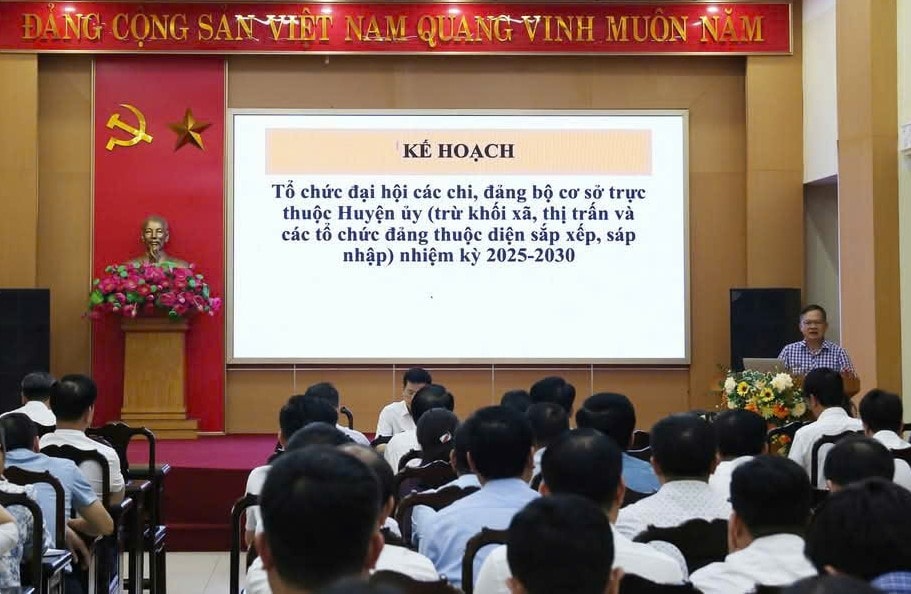 ĐẢNG CỘNG SẢN VIỆT NAM QUANG VINH MUÔN NĂM
KẾ HOẠCH
Tổ chức đại hội các chi, đảng bộ cơ sở trực
thuộc Huyện ủy (trừ khối xã, thị trấn và
các tổ chức đảng thuộc diện sắp xếp, sáp
nhập) nhiệm kỳ 2025-2030